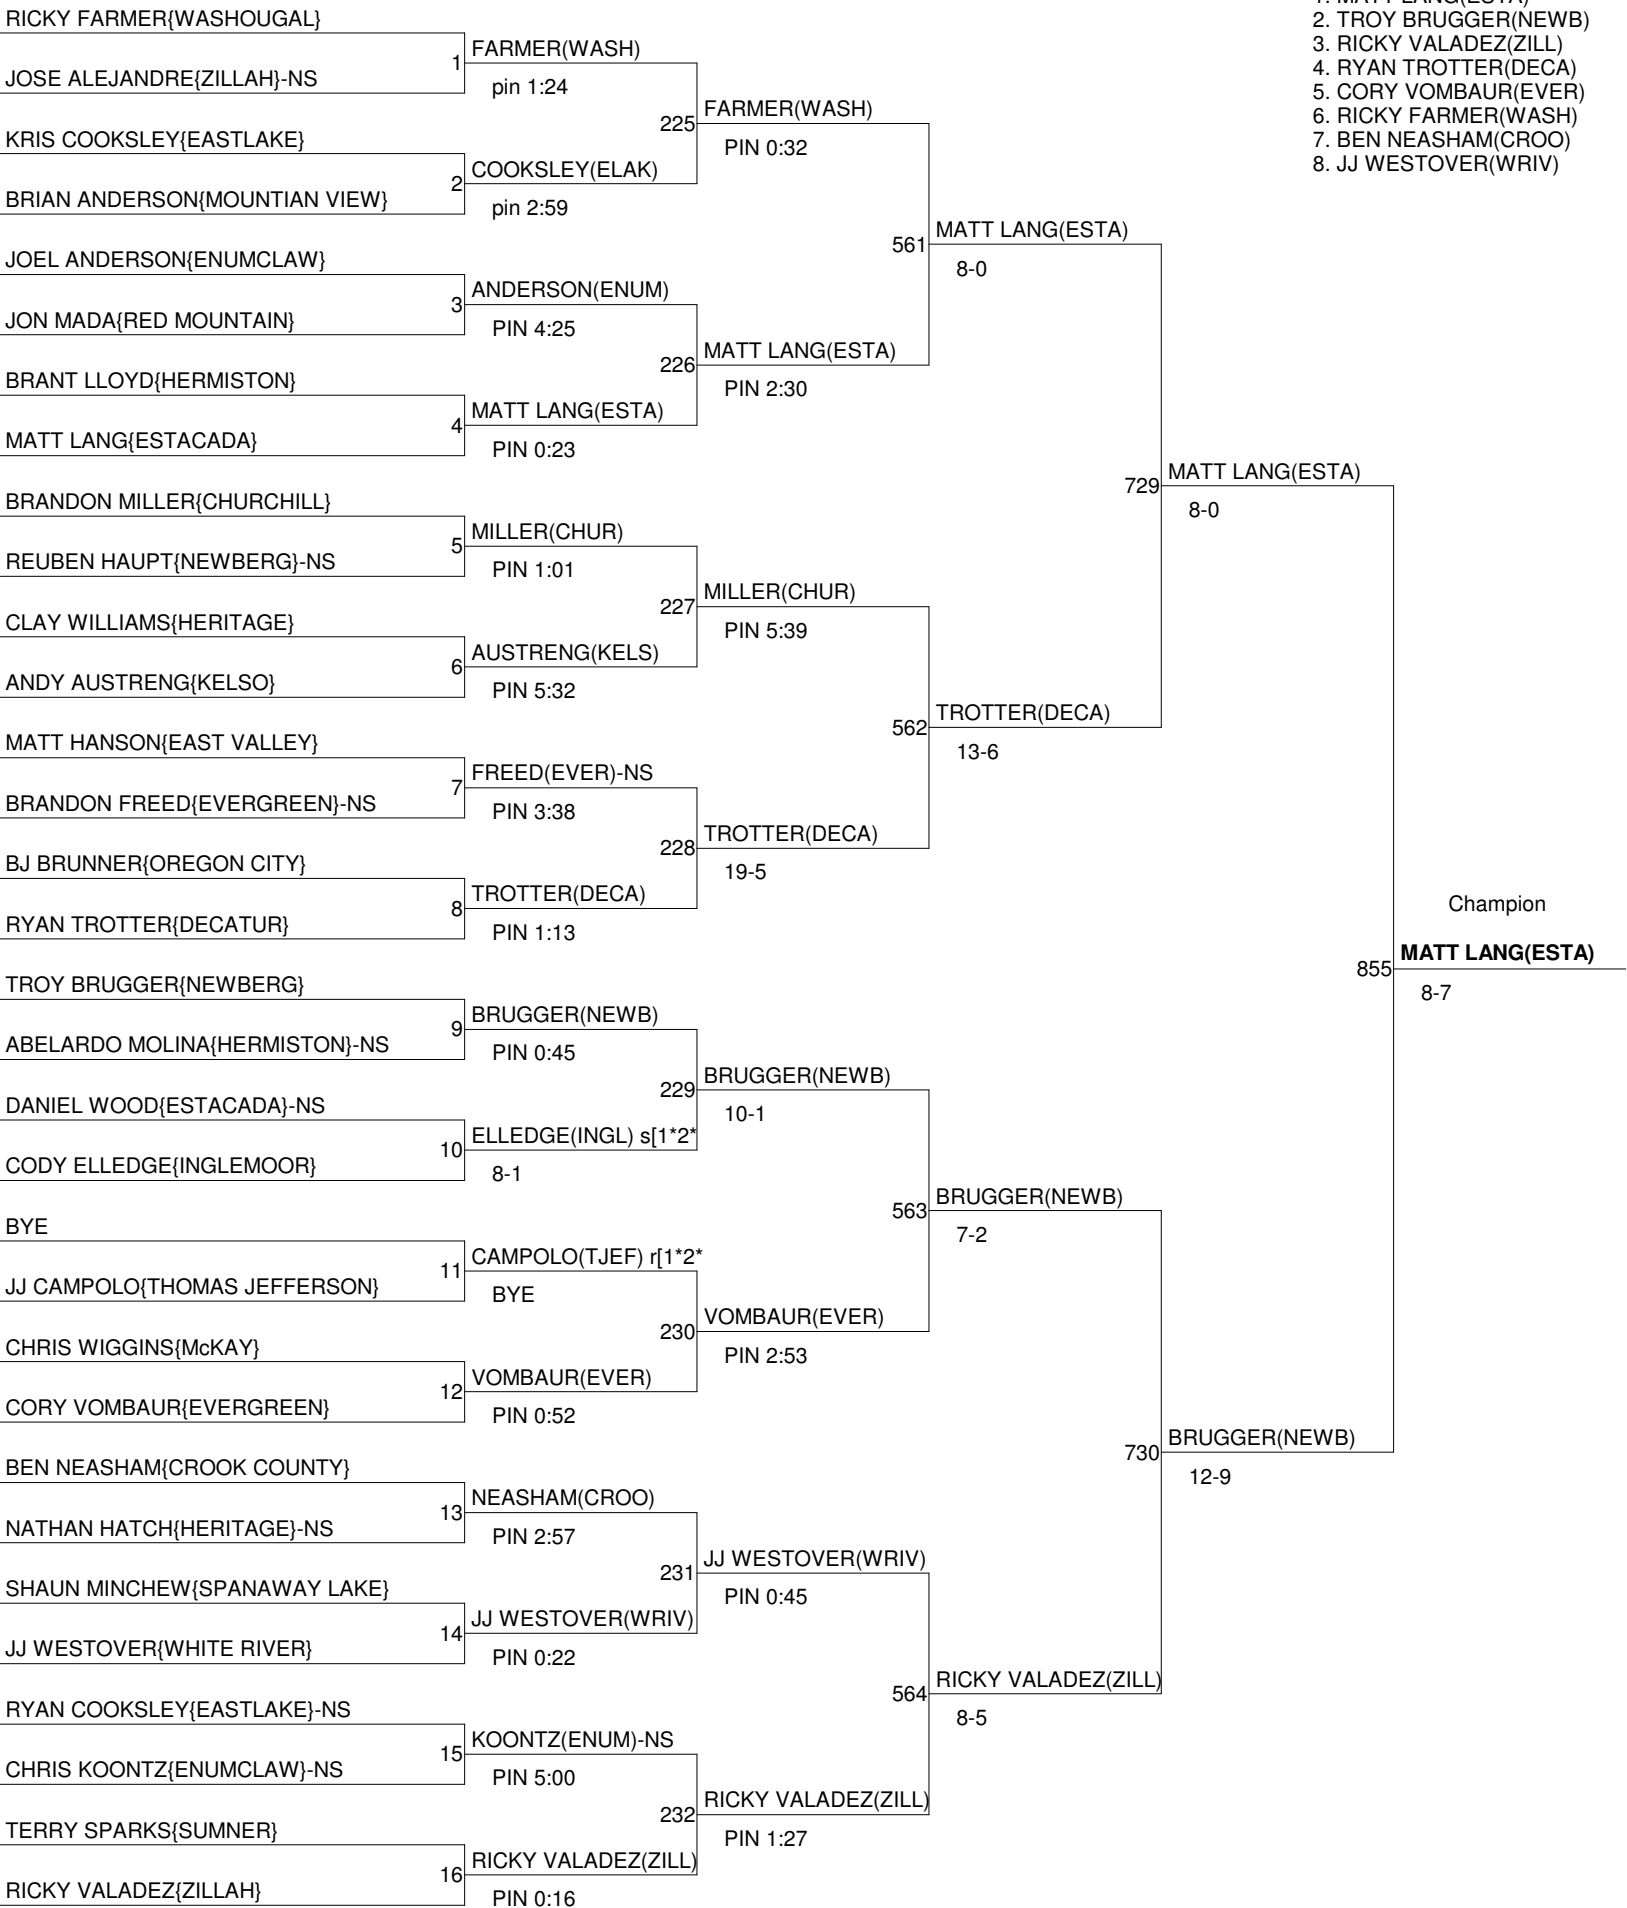 1. MATT LANG(ESTA)
2. TROY BRUGGER(NEWB)
3. RICKY VALADEZ(ZILL)
4. RYAN TROTTER(DECA)
5. CORY VOMBAUR(EVER)
6. RICKY FARMER(WASH)
7. BEN NEASHAM(CROO)
8. JJ WESTOVER(WRIV)
RICKY FARMER{WASHOUGAL}
JOSE ALEJANDRE{ZILLAH}-NS
KRIS COOKSLEY{EASTLAKE}
BRIAN ANDERSON{MOUNTIAN VIEW}
JOEL ANDERSON{ENUMCLAW}
JON MADA{RED MOUNTAIN}
BRANT LLOYD{HERMISTON}
MATT LANG{ESTACADA}
BRANDON MILLER{CHURCHILL}
REUBEN HAUPT{NEWBERG}-NS
CLAY WILLIAMS{HERITAGE}
ANDY AUSTRENG{KELSO}
MATT HANSON{EAST VALLEY}
BRANDON FREED{EVERGREEN}-NS
BJ BRUNNER{OREGON CITY}
RYAN TROTTER{DECATUR}
TROY BRUGGER{NEWBERG}
ABELARDO MOLINA{HERMISTON}-NS
DANIEL WOOD{ESTACADA}-NS
CODY ELLEDGE{INGLEMOOR}
BYE
JJ CAMPOLO{THOMAS JEFFERSON}
CHRIS WIGGINS{McKAY}
CORY VOMBAUR{EVERGREEN}
BEN NEASHAM{CROOK COUNTY}
NATHAN HATCH{HERITAGE}-NS
SHAUN MINCHEW{SPANAWAY LAKE}
JJ WESTOVER{WHITE RIVER}
RYAN COOKSLEY{EASTLAKE}-NS
CHRIS KOONTZ{ENUMCLAW}-NS
TERRY SPARKS{SUMNER}
RICKY VALADEZ{ZILLAH}
1 FARMER(WASH)
pin 1:24
2 COOKSLEY(ELAK)
pin 2:59
3 ANDERSON(ENUM)
PIN 4:25
4 MATT LANG(ESTA)
PIN 0:23
5 MILLER(CHUR)
PIN 1:01
6 AUSTRENG(KELS)
PIN 5:32
7 FREED(EVER)-NS
PIN 3:38
8 TROTTER(DECA)
PIN 1:13
9 BRUGGER(NEWB)
PIN 0:45
10 ELLEDGE(INGL) s[1*2*
8-1
11 CAMPOLO(TJEF) r[1*2*
BYE
12 VOMBAUR(EVER)
PIN 0:52
13 NEASHAM(CROO)
PIN 2:57
14 JJ WESTOVER(WRIV)
PIN 0:22
15 KOONTZ(ENUM)-NS
PIN 5:00
16 RICKY VALADEZ(ZILL)
PIN 0:16
225 FARMER(WASH)
PIN 0:32
226 MATT LANG(ESTA)
PIN 2:30
227 MILLER(CHUR)
PIN 5:39
228 TROTTER(DECA)
19-5
229 BRUGGER(NEWB)
10-1
230 VOMBAUR(EVER)
PIN 2:53
231 JJ WESTOVER(WRIV)
PIN 0:45
232 RICKY VALADEZ(ZILL)
PIN 1:27
561 MATT LANG(ESTA)
8-0
562 TROTTER(DECA)
13-6
563 BRUGGER(NEWB)
7-2
564 RICKY VALADEZ(ZILL)
8-5
729 MATT LANG(ESTA)
8-0
730 BRUGGER(NEWB)
12-9
Champion
855 MATT LANG(ESTA)
8-7